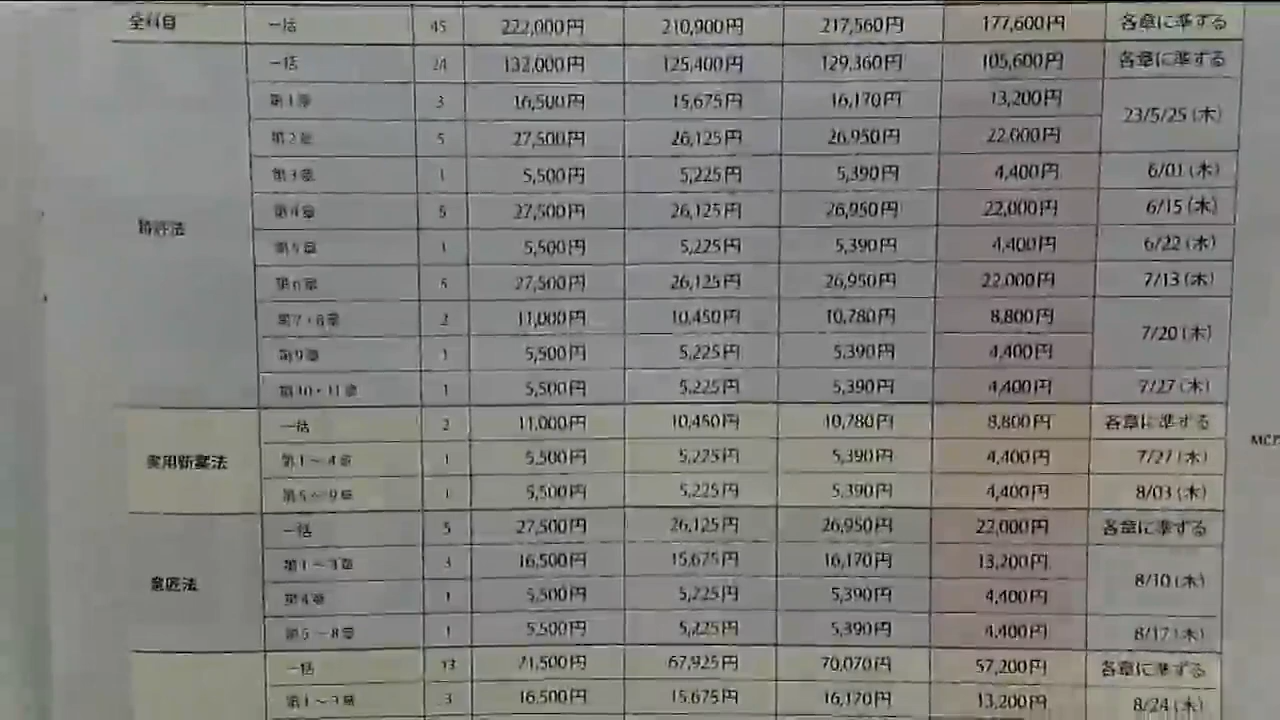 全科目 一括 45 222,000円 210,900円 217,560円 177,600円 各章に準ずる
一括 24 132,000円 125,400円 129,360円 105,600円 各章に準ずる
第1章 3 16,500円 15,675円 16,170円 13,200円 23/5/25(木)
第2章 5 27,500円 26,125円 26,950円 22,000円
第3章 1 5,500円 5,225円 5,390円 4,400円 6/01(木)
特許法 第4章 5 27,500円 26,125円 26,950円 22,000円 6/15(木)
第5章 1 5,500円 5,225円 5,390円 4,400円 6/22(木)
第6章 5 27,500円 26,125円 26,950円 22,000円 7/13(木)
第7・8章 2 11,000円 10,450円 10,780円 8,800円 7/20(木)
第9章 1 5,500円 5,225円 5,390円 4,400円
第10・11章 1 5,500円 5,225円 5,390円 4,400円 7/27(木)
一括 2 11,000円 10,450円 10,780円 8,800円 各章に準ずる
実用新案法 第1～4章 1 5,500円 5,225円 5,390円 4,400円 7/27(木)
第5～9章 1 5,500円 5,225円 5,390円 4,400円 8/03(木)
一括 5 27,500円 26,125円 26,950円 22,000円 各章に準ずる
意匠法 第1～3章 3 16,500円 15,675円 16,170円 13,200円 8/10(木)
第4章 1 5,500円 5,225円 5,390円 4,400円
第5～8章 1 5,500円 5,225円 5,390円 4,400円 8/17(木)
一括 13 71,500円 67,925円 70,070円 57,200円 各章に準ずる
第1～3章 3 16,500円 15,675円 16,170円 13,200円 8/24(木)